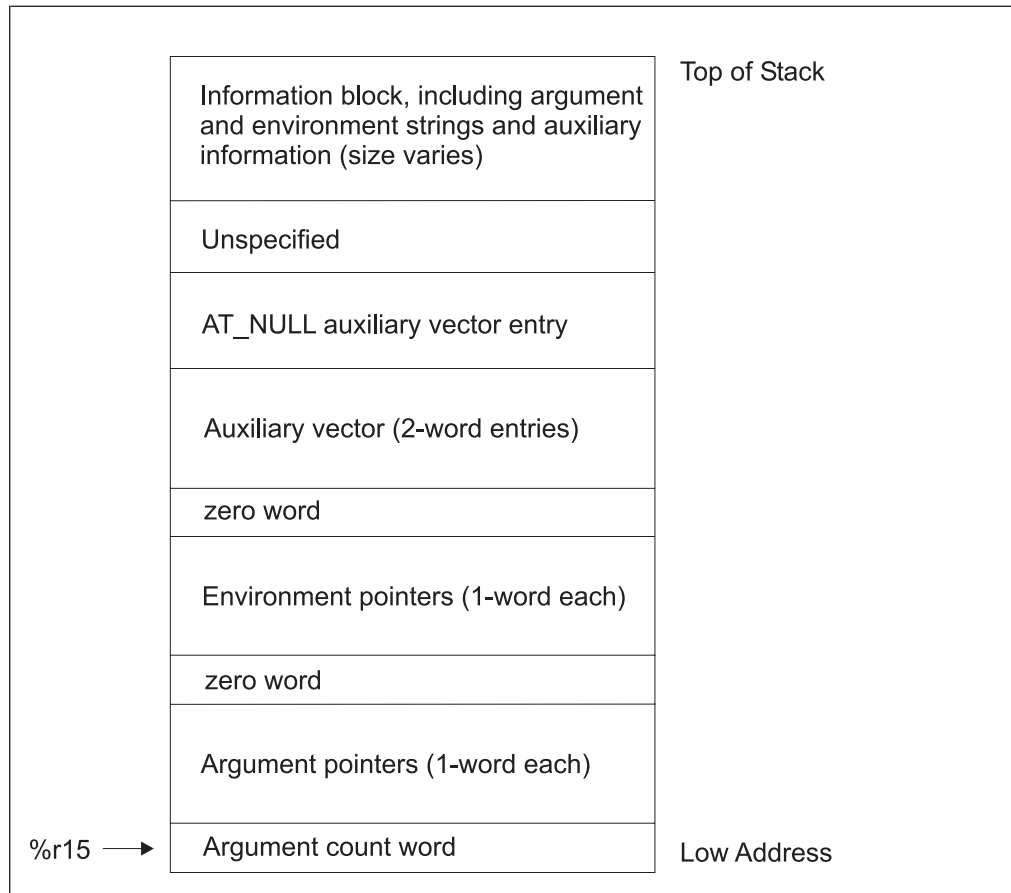 Top of Stack
Information block, including argument
and environment strings and auxiliary
information (size varies)
Unspecified
AT_NULL auxiliary vector entry
Auxiliary vector (2-word entries)
zero word
Environment pointers (1-word each)
zero word
Argument pointers (1-word each)
%r15
Argument count word
Low Address